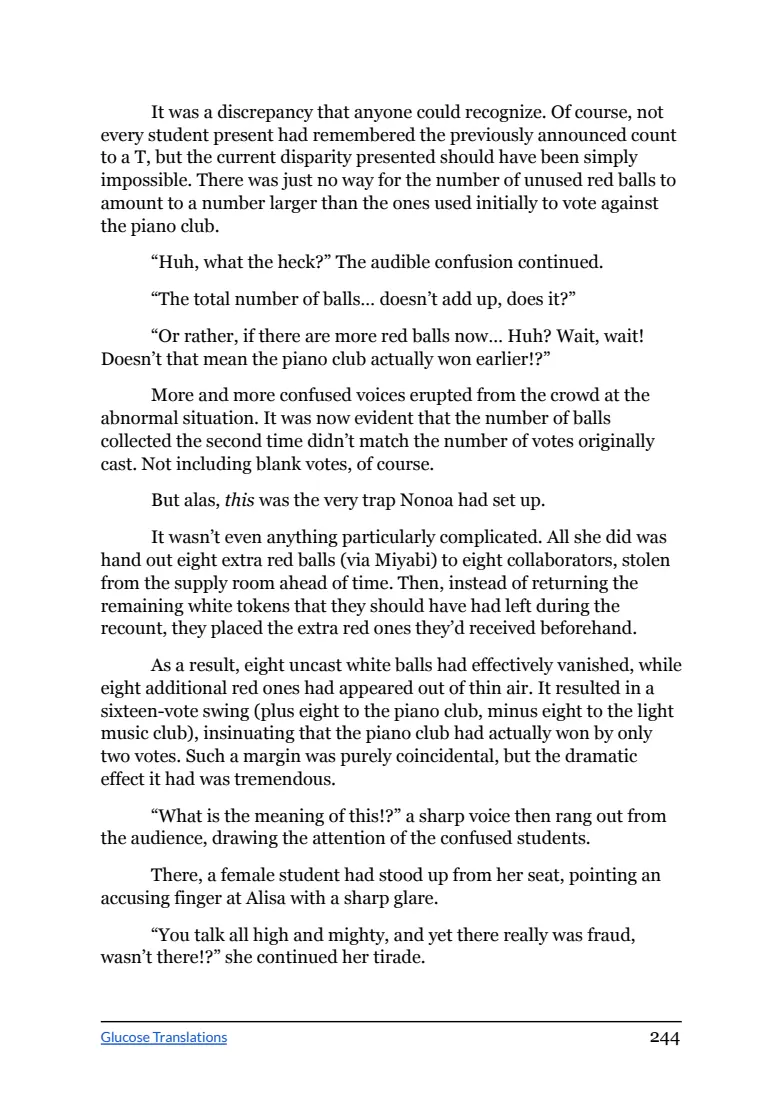 It was a discrepancy that anyone could recognize. Of course, not
every student present had remembered the previously announced count
to a T, but the current disparity presented should have been simply
impossible. There was just no way for the number of unused red balls to
amount to a number larger than the ones used initially to vote against
the piano club.
“Huh, what the heck?” The audible confusion continued.
“The total number of balls… doesn’t add up, does it?”
“Or rather, if there are more red balls now… Huh? Wait, wait!
Doesn’t that mean the piano club actually won earlier!?”
More and more confused voices erupted from the crowd at the
abnormal situation. It was now evident that the number of balls
collected the second time didn’t match the number of votes originally
cast. Not including blank votes, of course.
But alas, this was the very trap Nonoa had set up.
It wasn’t even anything particularly complicated. All she did was
hand out eight extra red balls (via Miyabi) to eight collaborators, stolen
from the supply room ahead of time. Then, instead of returning the
remaining white tokens that they should have had left during the
recount, they placed the extra red ones they’d received beforehand.
As a result, eight uncast white balls had effectively vanished, while
eight additional red ones had appeared out of thin air. It resulted in a
sixteen-vote swing (plus eight to the piano club, minus eight to the light
music club), insinuating that the piano club had actually won by only
two votes. Such a margin was purely coincidental, but the dramatic
effect it had was tremendous.
“What is the meaning of this!?” a sharp voice then rang out from
the audience, drawing the attention of the confused students.
There, a female student had stood up from her seat, pointing an
accusing finger at Alisa with a sharp glare.
“You talk all high and mighty, and yet there really was fraud,
wasn’t there!?” she continued her tirade.
Glucose Translations 244